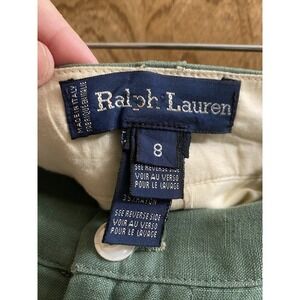 MADE IN ITALY
FABRIQUÉ EN ITALIE
Ralph Lauren
8
SEE REVERSE SIDE
VOIR AU VERSO
POUR LE LAVAGE
SEE REVERSE SIDE
VOIR AU VERSO
POUR LE LAVAGE